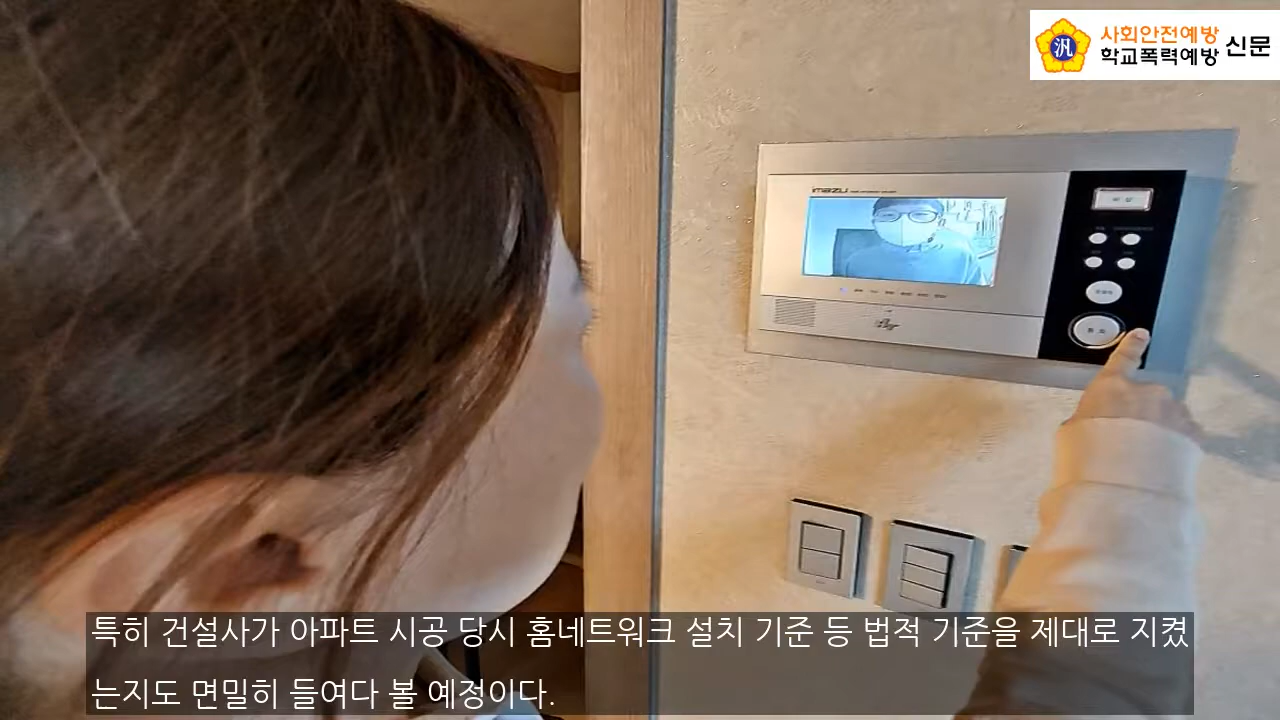 사회안전예방
학교폭력예방 신문
imazu
특히 건설사가 아파트 시공 당시 홈네트워크 설치 기준 등 법적 기준을 제대로 지켰
는지도 면밀히 들여다 볼 예정이다.